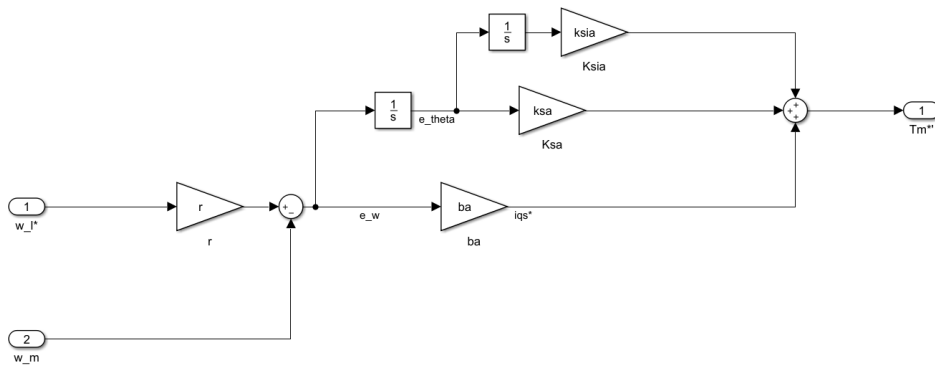 1
s
ksia
Ksia
1
s
e_theta
ksa
Ksa
+
+
+
1
Tm*'
1
w_l*
r
r
+
−
e_w
ba
iqs*
ba
2
w_m